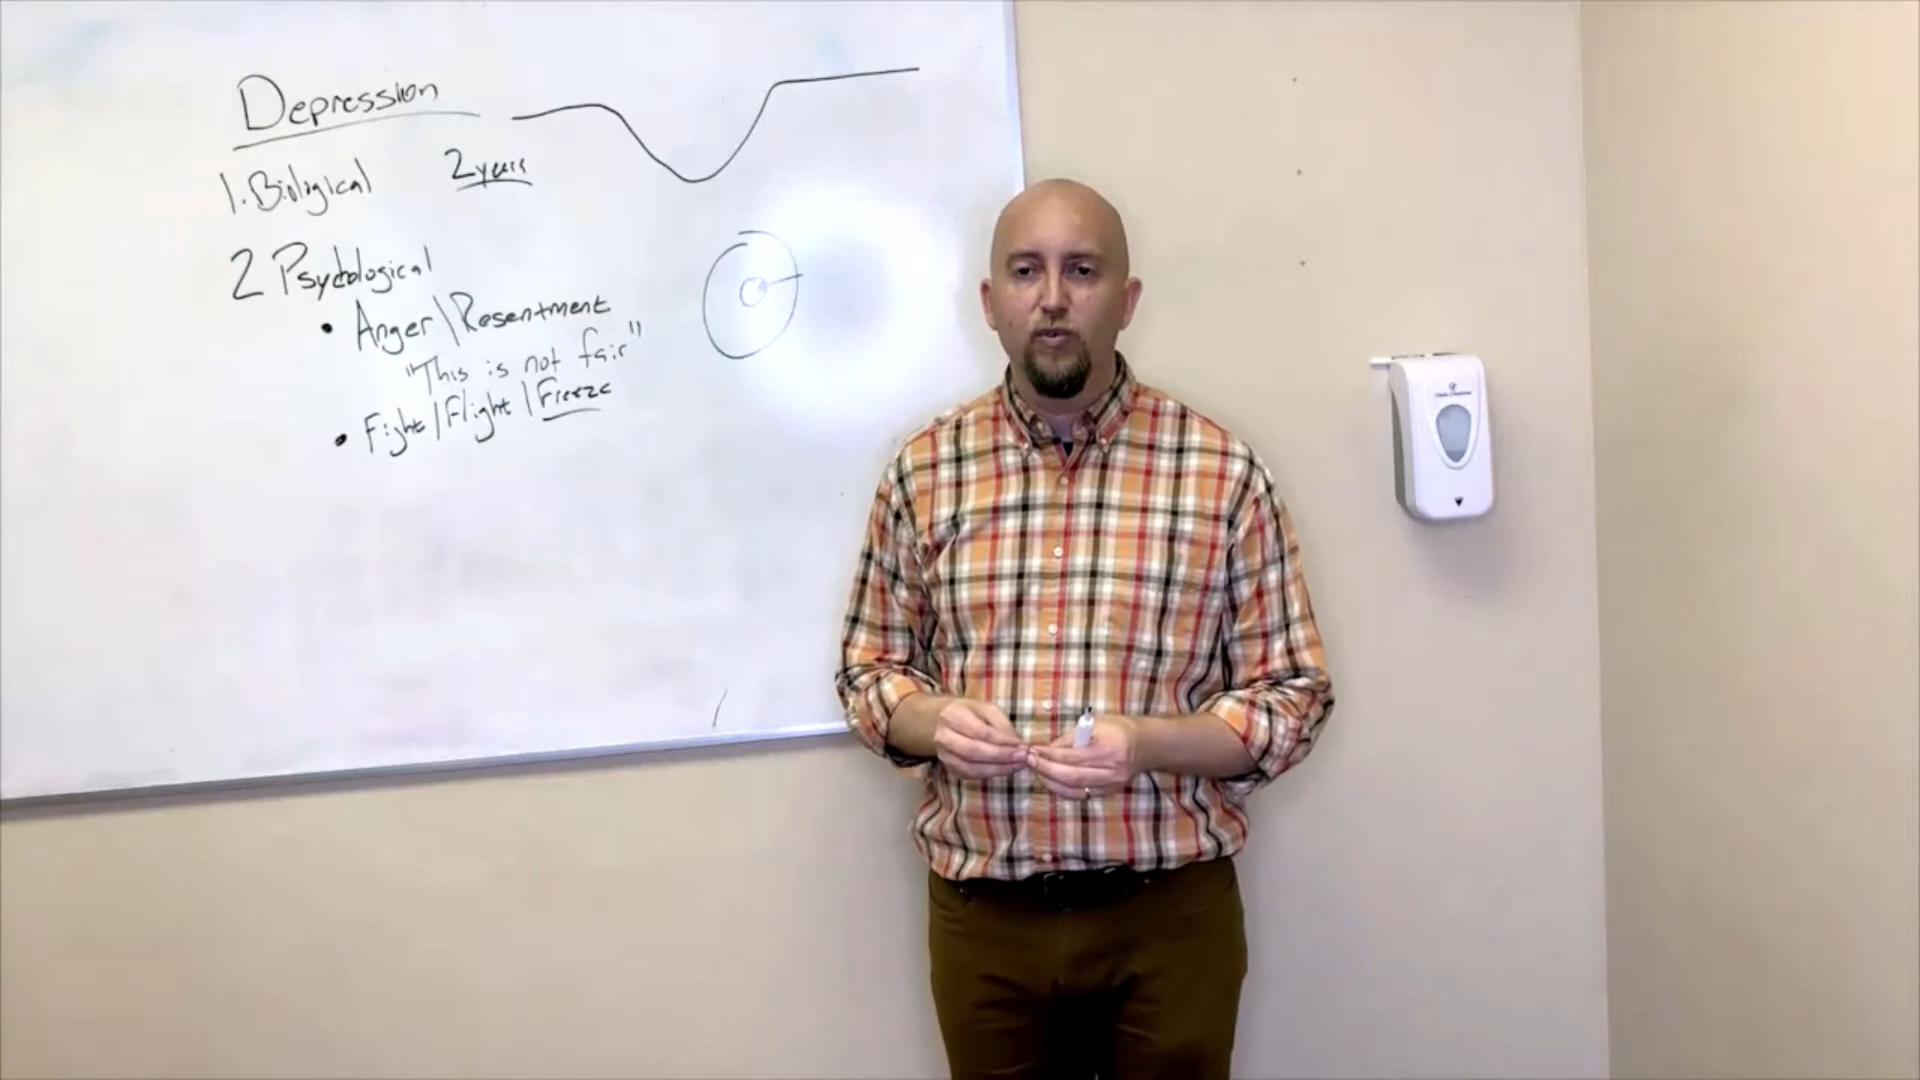 Depression
1. Biological 2 years
2 Psychological
• Anger\Resentment
"This is not fair"
• Fight/Flight/Freeze